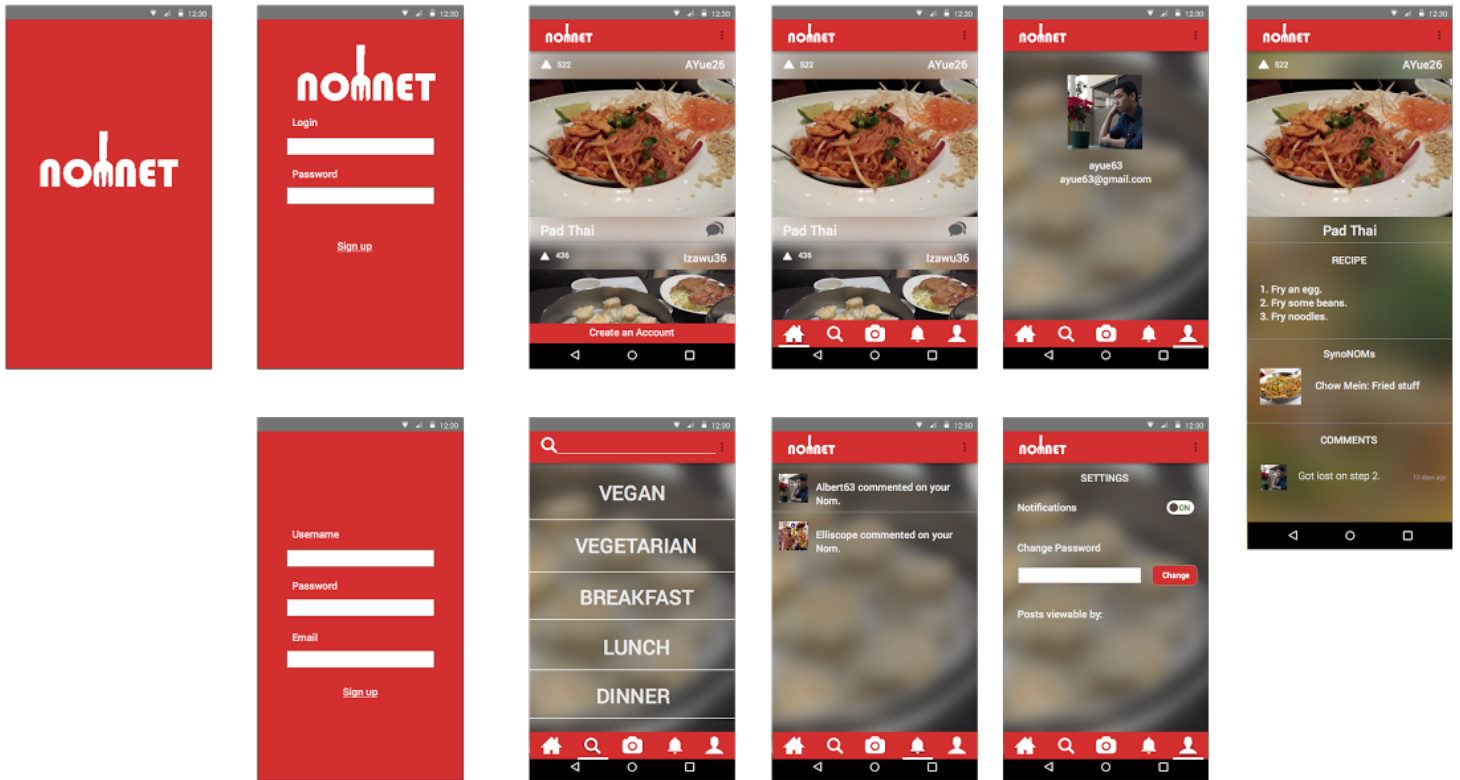 12:30
NOMNET
12:30
NOMNET
Login
Password
Sign up
12:30
NOMNET
522 AYue26
Pad Thai
436 Izawu36
Create an Account
12:30
NOMNET
522 AYue26
Pad Thai
436 Izawu36
12:30
NOMNET
ayue63
ayue63@gmail.com
12:30
NOMNET
522 AYue26
Pad Thai
RECIPE
1. Fry an egg.
2. Fry some beans.
3. Fry noodles.
SynoNOMs
Chow Mein: Fried stuff
COMMENTS
Got lost on step 2. 10 days ago
12:30
Username
Password
Email
Sign up
12:30
VEGAN
VEGETARIAN
BREAKFAST
LUNCH
DINNER
12:30
NOMNET
Albert63 commented on your
Nom.
Elliscope commented on your
Nom.
12:30
NOMNET
SETTINGS
Notifications ON
Change Password
Change
Posts viewable by: